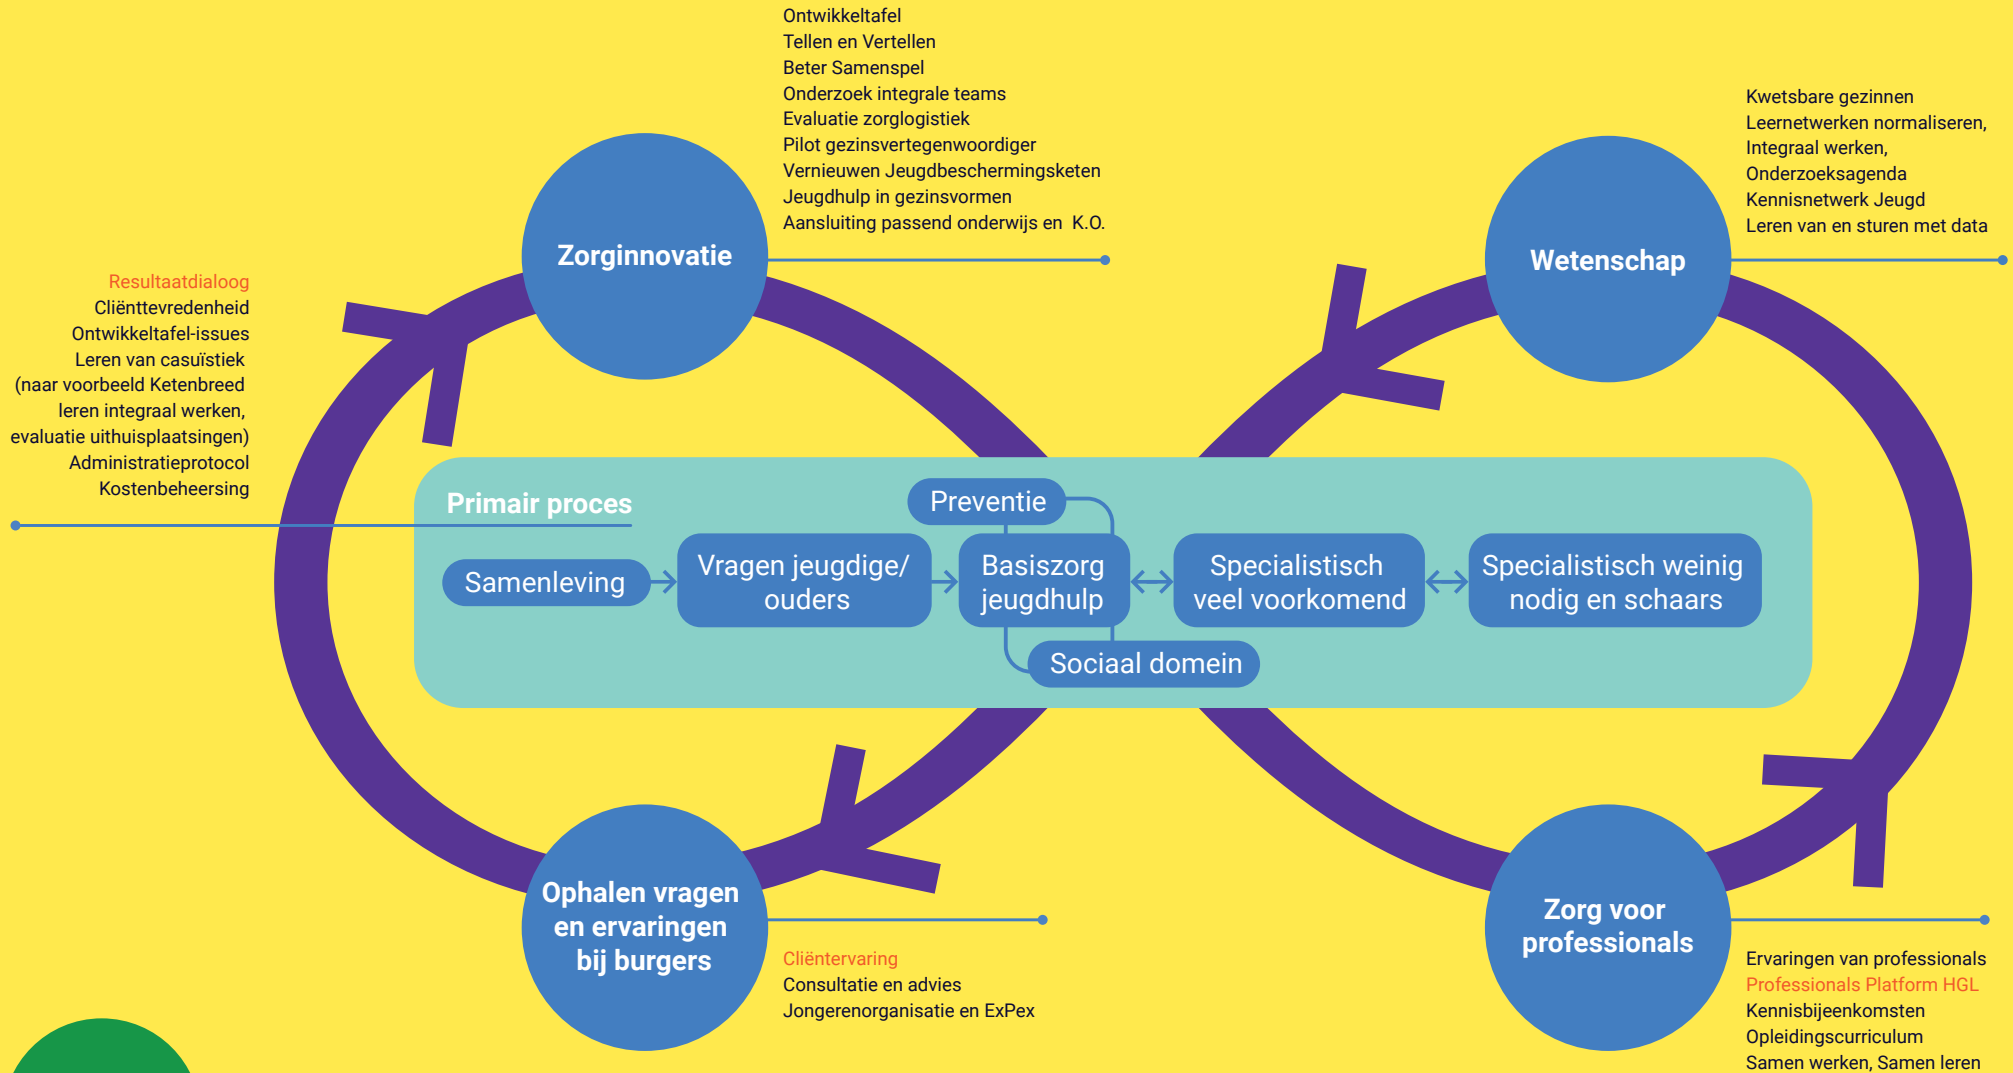 Ontwikkeltafel
Tellen en Vertellen
Beter Samenspel
Onderzoek integrale teams
Evaluatie zorglogistiek
Pilot gezinsvertegenwoordiger
Vernieuwen Jeugdbeschermingsketen
Jeugdhulp in gezinsvormen
Aansluiting passend onderwijs en K.O.
Zorginnovatie
Kwetsbare gezinnen
Leernetwerken normaliseren,
Integraal werken,
Onderzoeksagenda
Kennisnetwerk Jeugd
Leren van en sturen met data
Wetenschap
Resultaatdialoog
Cliënttevredenheid
Ontwikkeltafel-issues
Leren van casuïstiek
(naar voorbeeld Ketenbreed
leren integraal werken,
evaluatie uithuisplaatsingen)
Administratieprotocol
Kostenbeheersing
Primair proces
Preventie
Samenleving
Vragen jeugdige/
ouders
Basiszorg
jeugdhulp
Specialistisch
veel voorkomend
Specialistisch weinig
nodig en schaars
Sociaal domein
Ophalen vragen
en ervaringen
bij burgers
Cliëntervaring
Consultatie en advies
Jongerenorganisatie en ExPex
Zorg voor
professionals
Ervaringen van professionals
Professionals Platform HGL
Kennisbijeenkomsten
Opleidingscurriculum
Samen werken, Samen leren